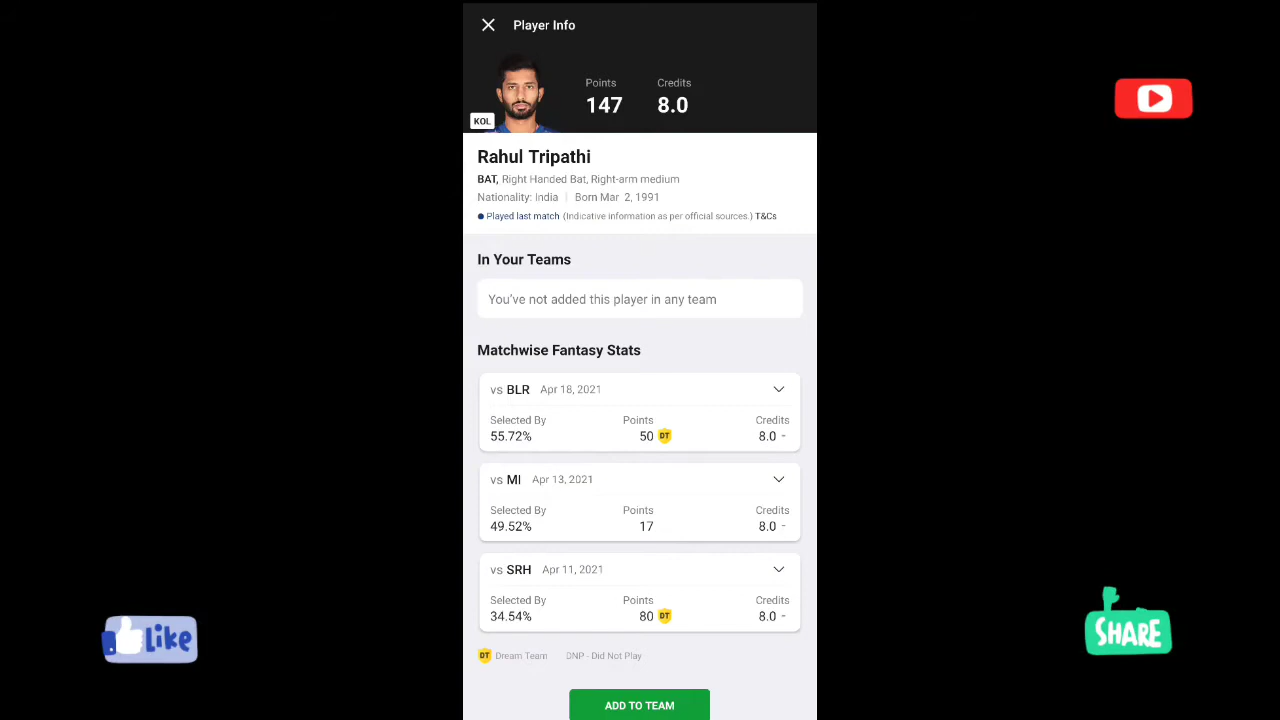 Player Info
Points
Credits
147
8.0
KOL
Rahul Tripathi
BAT, Right Handed Bat, Right-arm medium
Nationality: India | Born Mar 2, 1991
Played last match (Indicative information as per official sources.) T&Cs
In Your Teams
You've not added this player in any team
Matchwise Fantasy Stats
vs BLR Apr 18, 2021
Selected By Points Credits
55.72% 50 DT 8.0 -
vs MI Apr 13, 2021
Selected By Points Credits
49.52% 17 8.0 -
vs SRH Apr 11, 2021
Selected By Points Credits
34.54% 80 DT 8.0 -
DT Dream Team DNP - Did Not Play
ADD TO TEAM
like
SHARE